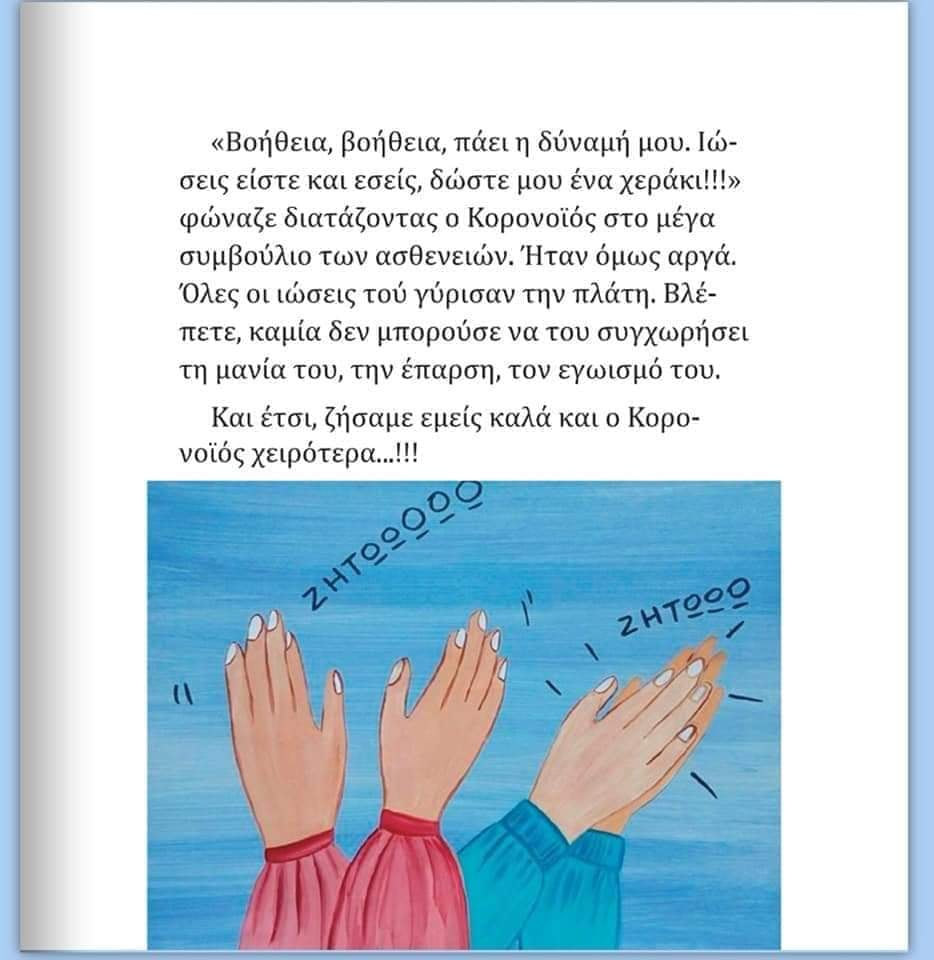 «Βοήθεια, βοήθεια, πάει η δύναμή μου. Ιώ-
σεις είστε και εσείς, δώστε μου ένα χεράκι!!!»
φώναζε διατάζοντας ο Κορονοϊός στο μέγα
συμβούλιο των ασθενειών. Ήταν όμως αργά.
Όλες οι ιώσεις τού γύρισαν την πλάτη. Βλέ-
πετε, καμία δεν μπορούσε να του συγχωρήσει
τη μανία του, την έπαρση, τον εγωισμό του.
Και έτσι, ζήσαμε εμείς καλά και ο Κορο-
νοϊός χειρότερα...!!!
ΖΗΤΩΩΟΟΟ
ΖΗΤΩΩΩ